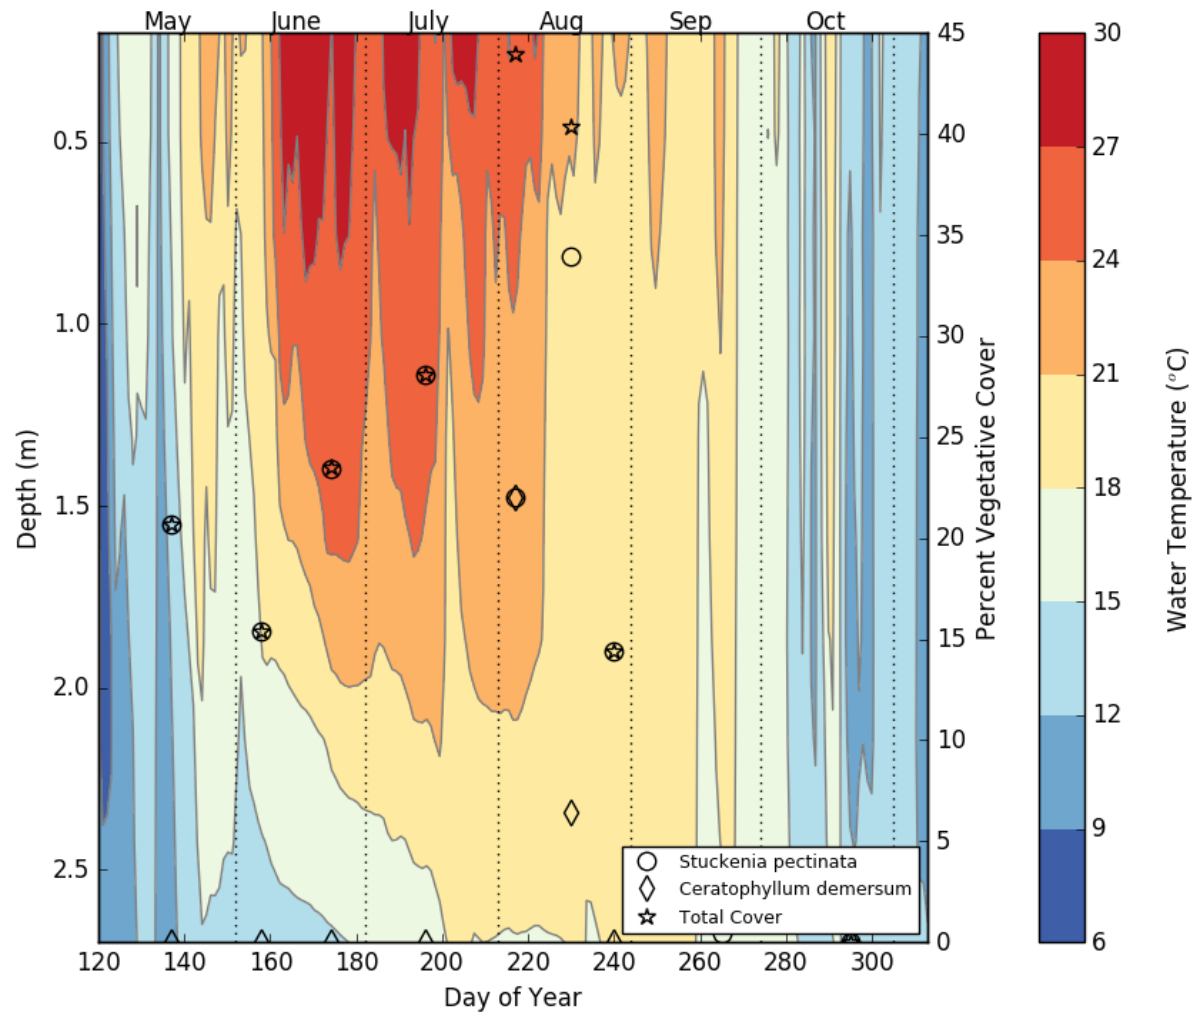 May June July Aug Sep Oct
45 30
0.5 40 27
35
1.0 24
30
21
25
1.5 18
20
15
15
2.0 12
10
9
2.5 5
Stuckenia pectinata
Ceratophyllum demersum
Total Cover
0 6
120 140 160 180 200 220 240 260 280 300
Day of Year
Depth (m)
Percent Vegetative Cover
Water Temperature (°C)